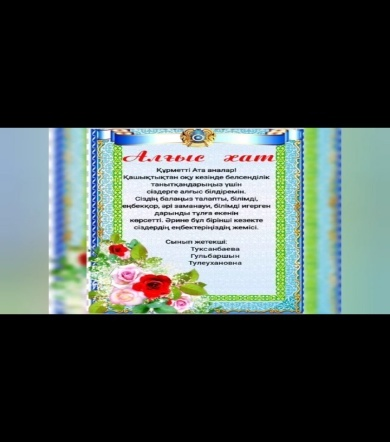 Алғыс хат
Құрметті Ата аналар!
Қашықтықтан оқу кезінде белсенділік
танытқандарыңыз үшін
сіздерге алғыс білдіремін.
Сіздің балаңыз талапты, білімді,
еңбекқор, әрі заманауи, білімді игерген
дарынды тұлға екенін
көрсетті. Әрине бұл бірінші кезекте
сіздердің еңбектеріңіздің жемісі.
Сынып жетекші:
Туксанбаева
Гульбаршын
Тулеухановна